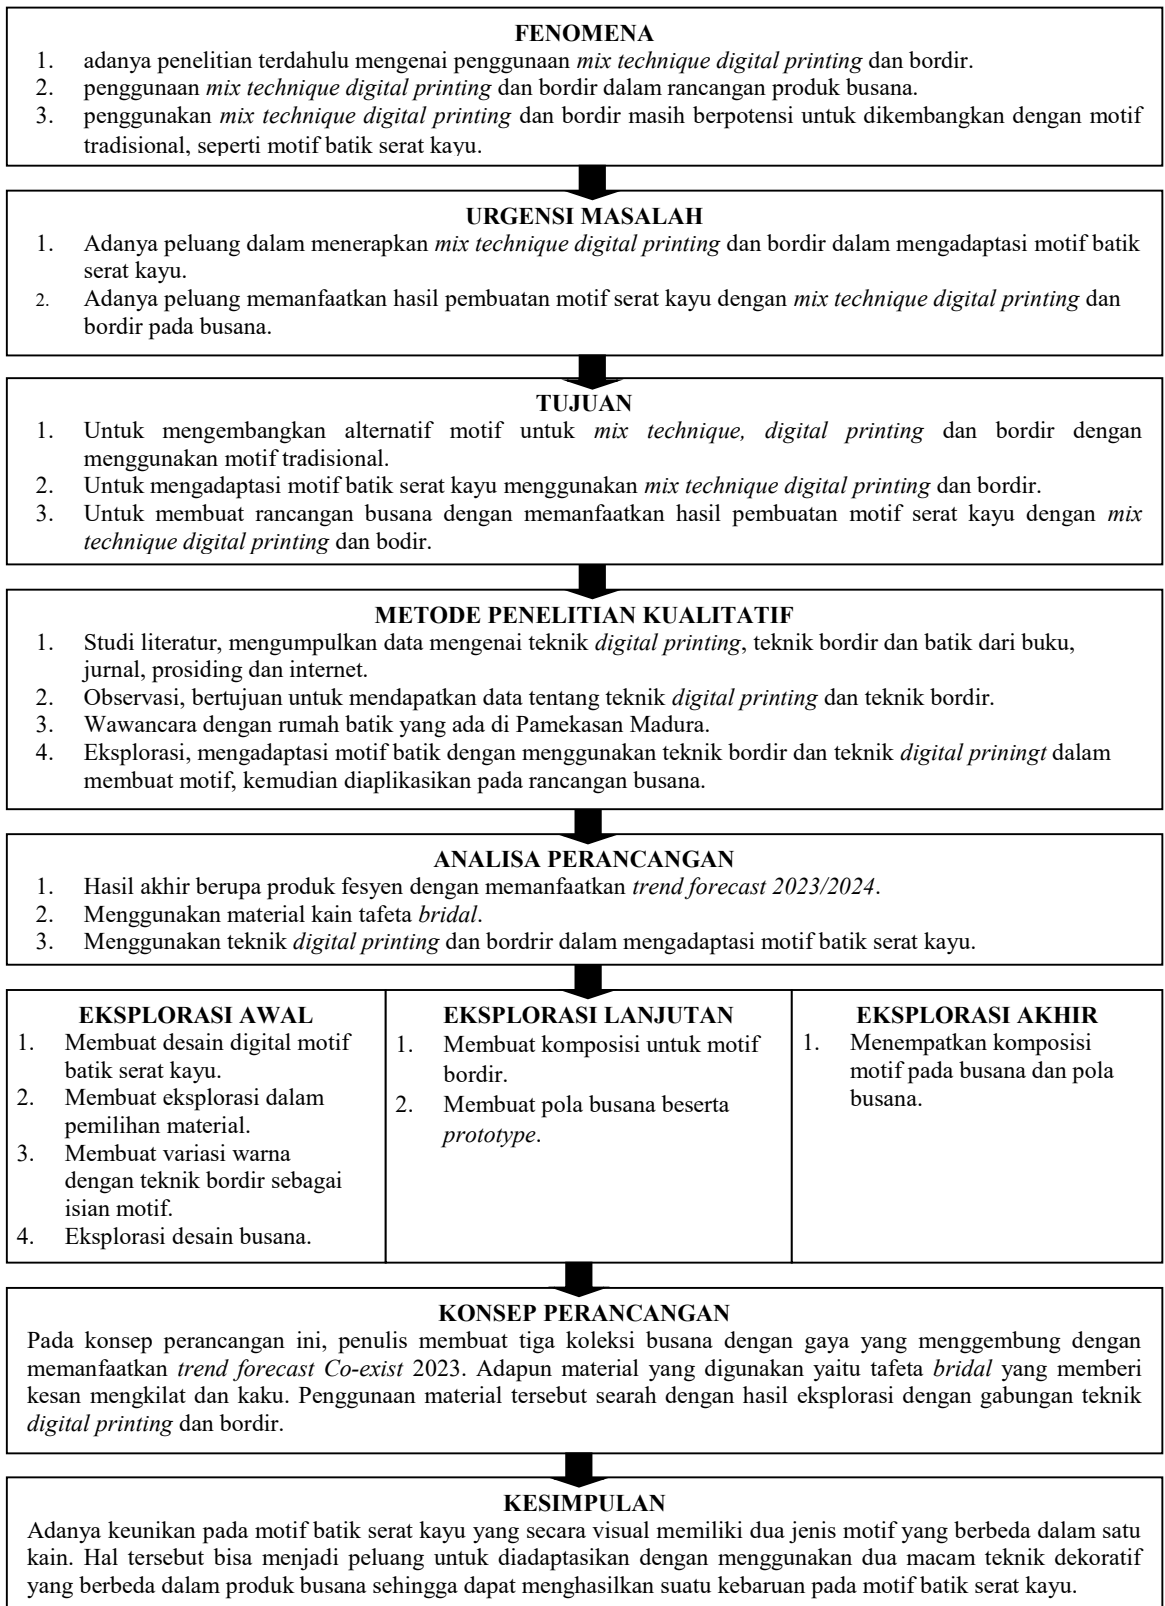 FENOMENA
1. adanya penelitian terdahulu mengenai penggunaan mix technique digital printing dan bordir.
2. penggunaan mix technique digital printing dan bordir dalam rancangan produk busana.
3. penggunakan mix technique digital printing dan bordir masih berpotensi untuk dikembangkan dengan motif
tradisional, seperti motif batik serat kayu.
URGENSI MASALAH
1. Adanya peluang dalam menerapkan mix technique digital printing dan bordir dalam mengadaptasi motif batik
serat kayu.
2. Adanya peluang memanfaatkan hasil pembuatan motif serat kayu dengan mix technique digital printing dan
bordir pada busana.
TUJUAN
1. Untuk mengembangkan alternatif motif untuk mix technique, digital printing dan bordir dengan
menggunakan motif tradisional.
2. Untuk mengadaptasi motif batik serat kayu menggunakan mix technique digital printing dan bordir.
3. Untuk membuat rancangan busana dengan memanfaatkan hasil pembuatan motif serat kayu dengan mix
technique digital printing dan bodir.
METODE PENELITIAN KUALITATIF
1. Studi literatur, mengumpulkan data mengenai teknik digital printing, teknik bordir dan batik dari buku,
jurnal, prosiding dan internet.
2. Observasi, bertujuan untuk mendapatkan data tentang teknik digital printing dan teknik bordir.
3. Wawancara dengan rumah batik yang ada di Pamekasan Madura.
4. Eksplorasi, mengadaptasi motif batik dengan menggunakan teknik bordir dan teknik digital priningt dalam
membuat motif, kemudian diaplikasikan pada rancangan busana.
ANALISA PERANCANGAN
1. Hasil akhir berupa produk fesyen dengan memanfaatkan trend forecast 2023/2024.
2. Menggunakan material kain tafeta bridal.
3. Menggunakan teknik digital printing dan bordrir dalam mengadaptasi motif batik serat kayu.
EKSPLORASI AWAL
1. Membuat desain digital motif
batik serat kayu.
2. Membuat eksplorasi dalam
pemilihan material.
3. Membuat variasi warna
dengan teknik bordir sebagai
isian motif.
4. Eksplorasi desain busana.
EKSPLORASI LANJUTAN
1. Membuat komposisi untuk motif
bordir.
2. Membuat pola busana beserta
prototype.
EKSPLORASI AKHIR
1. Menempatkan komposisi
motif pada busana dan pola
busana.
KONSEP PERANCANGAN
Pada konsep perancangan ini, penulis membuat tiga koleksi busana dengan gaya yang menggembung dengan
memanfaatkan trend forecast Co-exist 2023. Adapun material yang digunakan yaitu tafeta bridal yang memberi
kesan mengkilat dan kaku. Penggunaan material tersebut searah dengan hasil eksplorasi dengan gabungan teknik
digital printing dan bordir.
KESIMPULAN
Adanya keunikan pada motif batik serat kayu yang secara visual memiliki dua jenis motif yang berbeda dalam satu
kain. Hal tersebut bisa menjadi peluang untuk diadaptasikan dengan menggunakan dua macam teknik dekoratif
yang berbeda dalam produk busana sehingga dapat menghasilkan suatu kebaruan pada motif batik serat kayu.